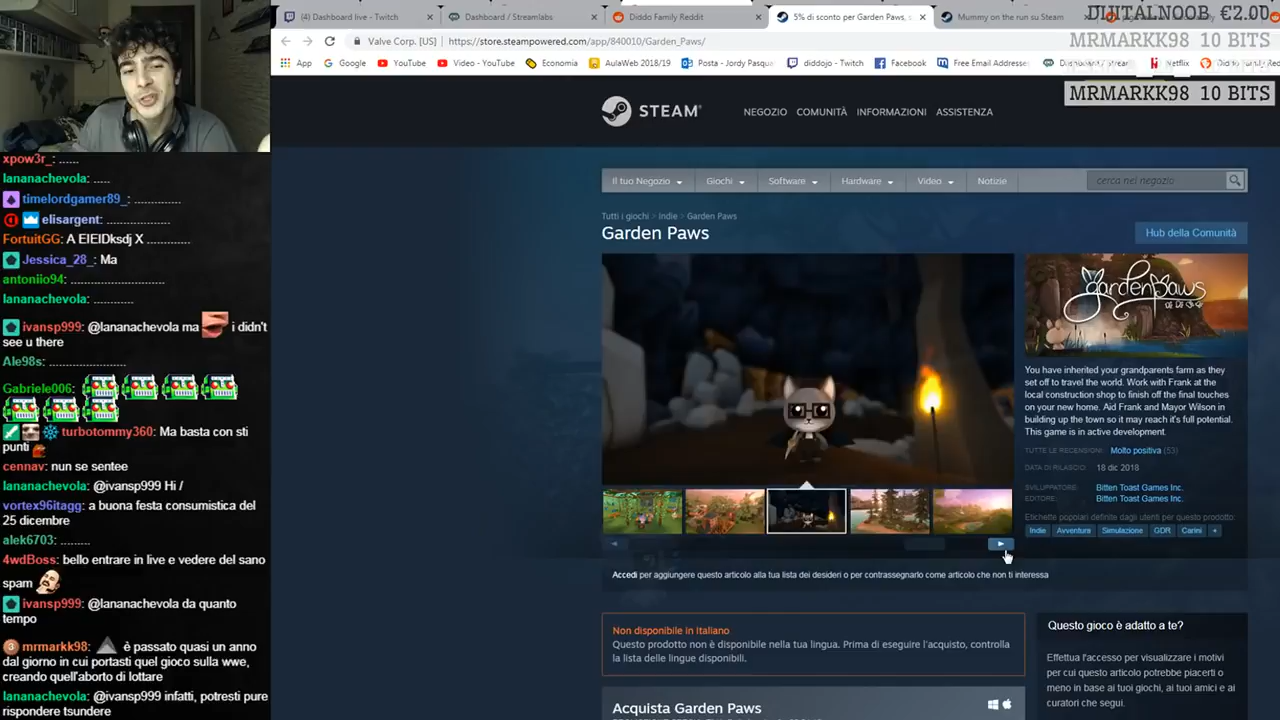 (4) Dashboard live - Twitch
Dashboard / Streamlabs
Diddo Family Reddit
5% di sconto per Garden Paws,
Mummy on the run su Steam
DIJITALNOOB €2.00
MRMARKK98 10 BITS
MRMARKK98 10 BITS
Valve Corp. [US]
https://store.steampowered.com/app/840010/Garden_Paws/
App
Google
YouTube
Video - YouTube
Economia
AulaWeb 2018/19
Posta - Jordy Pasqua
diddojo - Twitch
Facebook
Free Email Addresses
Netflix
Diddo Family Red
STEAM
NEGOZIO
COMUNITÀ
INFORMAZIONI
ASSISTENZA
Il tuo Negozio
Giochi
Software
Hardware
Video
Notizie
cerca nel negozio
Tutti i giochi > Indie > Garden Paws
Garden Paws
Hub della Comunità
garden paws
You have inherited your grandparents farm as they
set off to travel the world. Work with Frank at the
local construction shop to finish off the final touches
on your new home. Aid Frank and Mayor Wilson in
building up the town so it may reach it's full potential.
This game is in active development.
TUTTE LE RECENSIONI: Molto positiva (53)
DATA DI RILASCIO: 18 dic 2018
SVILUPPATORE: Bitten Toast Games Inc.
EDITORE: Bitten Toast Games Inc.
Etichette popolari definite dagli utenti per questo prodotto:
Indie
Avventura
Simulazione
GDR
Carini
+
Accedi per aggiungere questo articolo alla tua lista dei desideri o per contrassegnarlo come articolo che non ti interessa
Non disponibile in Italiano
Questo prodotto non è disponibile nella tua lingua. Prima di eseguire l'acquisto, controlla
la lista delle lingue disponibili.
Acquista Garden Paws
Questo gioco è adatto a te?
Effettua l'accesso per visualizzare i motivi
per cui questo articolo potrebbe piacerti o
meno in base ai tuoi giochi, ai tuoi amici e ai
curatori che segui.
xpow3r_: ......
lananachevola: .....
timelordgamer89_: ..............
elisargent: ...................
FortuitGG: A EIEIDksdj X .............
Jessica_28_: Ma
antoniio94: ............................
lananachevola: ............
ivansp999: @lananachevola ma i didn't
see u there
Ale98s: ........................
Gabriele006:
turbotommy360: Ma basta con sti
punti
cennav: nun se sentee
lananachevola: @ivansp999 Hi /
vortex96itagg: a buona festa consumistica del
25 dicembre
alek6703: .........
4wdBoss: bello entrare in live e vedere del sano
spam
ivansp999: @lananachevola da quanto
tempo
mrmarkk98: è passato quasi un anno
dal giorno in cui portasti quel gioco sulla wwe,
creando quell'aborto di lottare
lananachevola: @ivansp999 infatti, potresti pure
rispondere tsundere